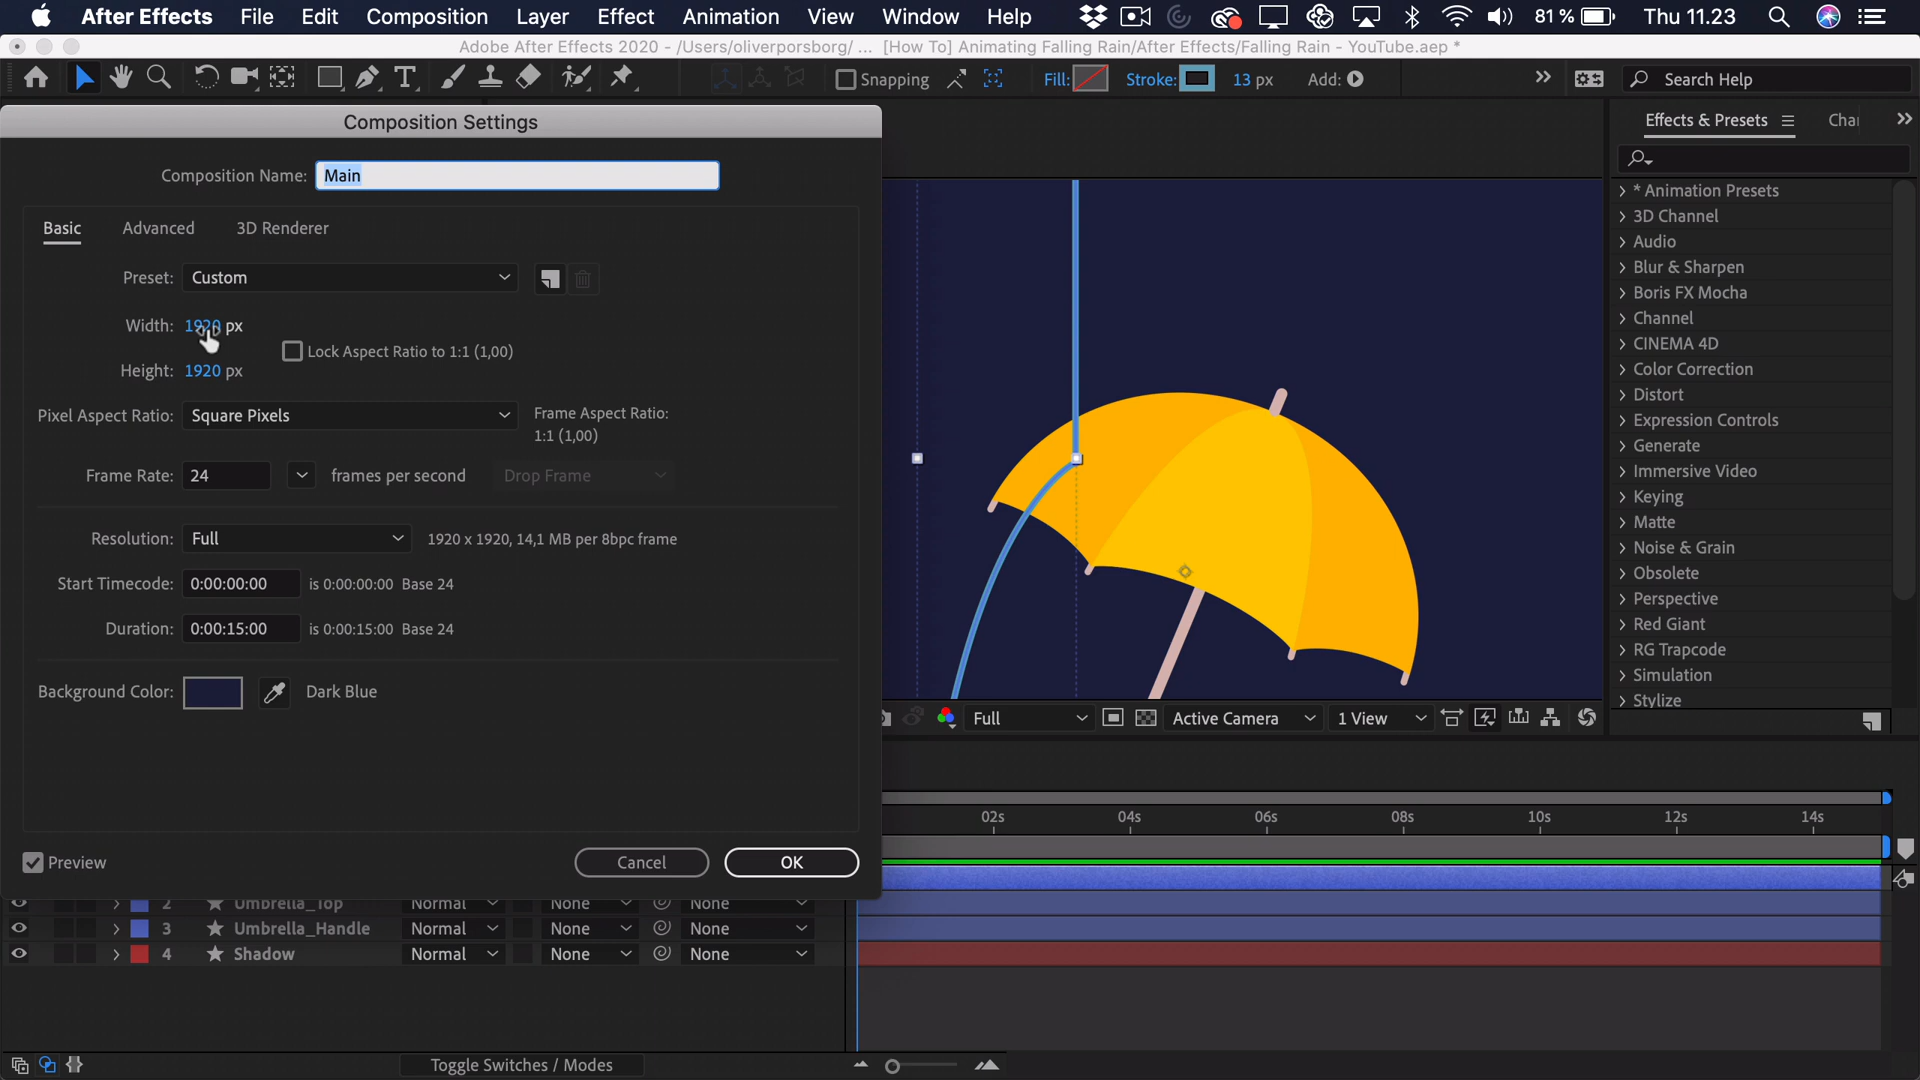 After Effects File Edit Composition Layer Effect Animation View Window Help 81 % Thu 11.23
Adobe After Effects 2020 - /Users/oliverporsborg/ ... [How To] Animating Falling Rain/After Effects/Falling Rain - YouTube.aep *
Snapping Fill: Stroke: 13 px Add: Search Help
Composition Settings
Composition Name: Main
Basic Advanced 3D Renderer
Preset: Custom
Width: 1920 px
Lock Aspect Ratio to 1:1 (1,00)
Height: 1920 px
Pixel Aspect Ratio: Square Pixels
Frame Aspect Ratio:
1:1 (1,00)
Frame Rate: 24 frames per second Drop Frame
Resolution: Full 1920 x 1920, 14,1 MB per 8bpc frame
Start Timecode: 0:00:00:00 is 0:00:00:00 Base 24
Duration: 0:00:15:00 is 0:00:15:00 Base 24
Background Color: Dark Blue
Preview Cancel OK
Effects & Presets
* Animation Presets
3D Channel
Audio
Blur & Sharpen
Boris FX Mocha
Channel
CINEMA 4D
Color Correction
Distort
Expression Controls
Generate
Immersive Video
Keying
Matte
Noise & Grain
Obsolete
Perspective
Red Giant
RG Trapcode
Simulation
Stylize
Full Active Camera 1 View
02s 04s 06s 08s 10s 12s 14s
2 Umbrella_Top Normal None None
3 Umbrella_Handle Normal None None
4 Shadow Normal None None
Toggle Switches / Modes